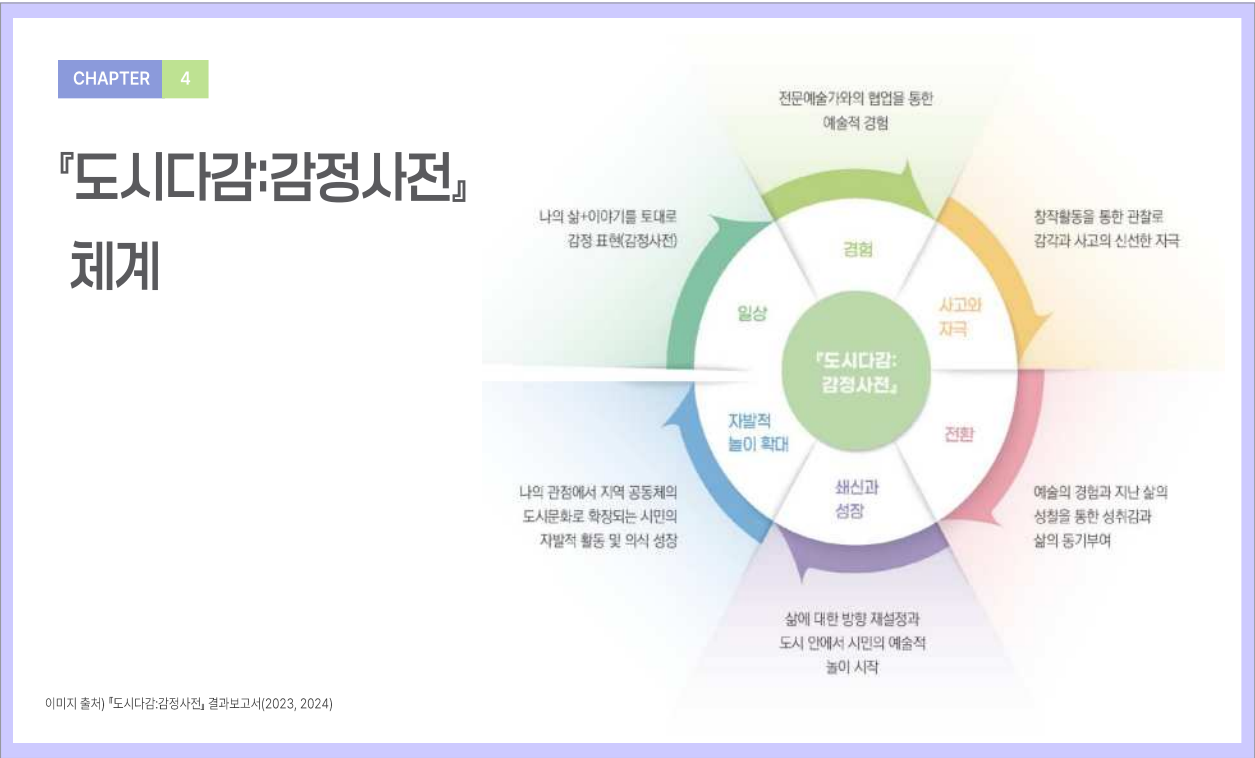 CHAPTER 4
『도시다감:감정사전』
체계
전문예술가와의 협업을 통한
예술적 경험
나의 삶+이야기를 토대로
감정 표현(감정사전)
창작활동을 통한 관찰로
감각과 사고의 신선한 자극
경험
일상
사고와
자극
『도시다감:
감정사전』
자발적
놀이 확대
전환
쇄신과
성장
나의 관점에서 지역 공동체의
도시문화로 확장되는 시민의
자발적 활동 및 의식 성장
예술의 경험과 지난 삶의
성찰을 통한 성취감과
삶의 동기부여
삶에 대한 방향 재설정과
도시 안에서 시민의 예술적
놀이 시작
이미지 출처) 『도시다감:감정사전』 결과보고서(2023, 2024)